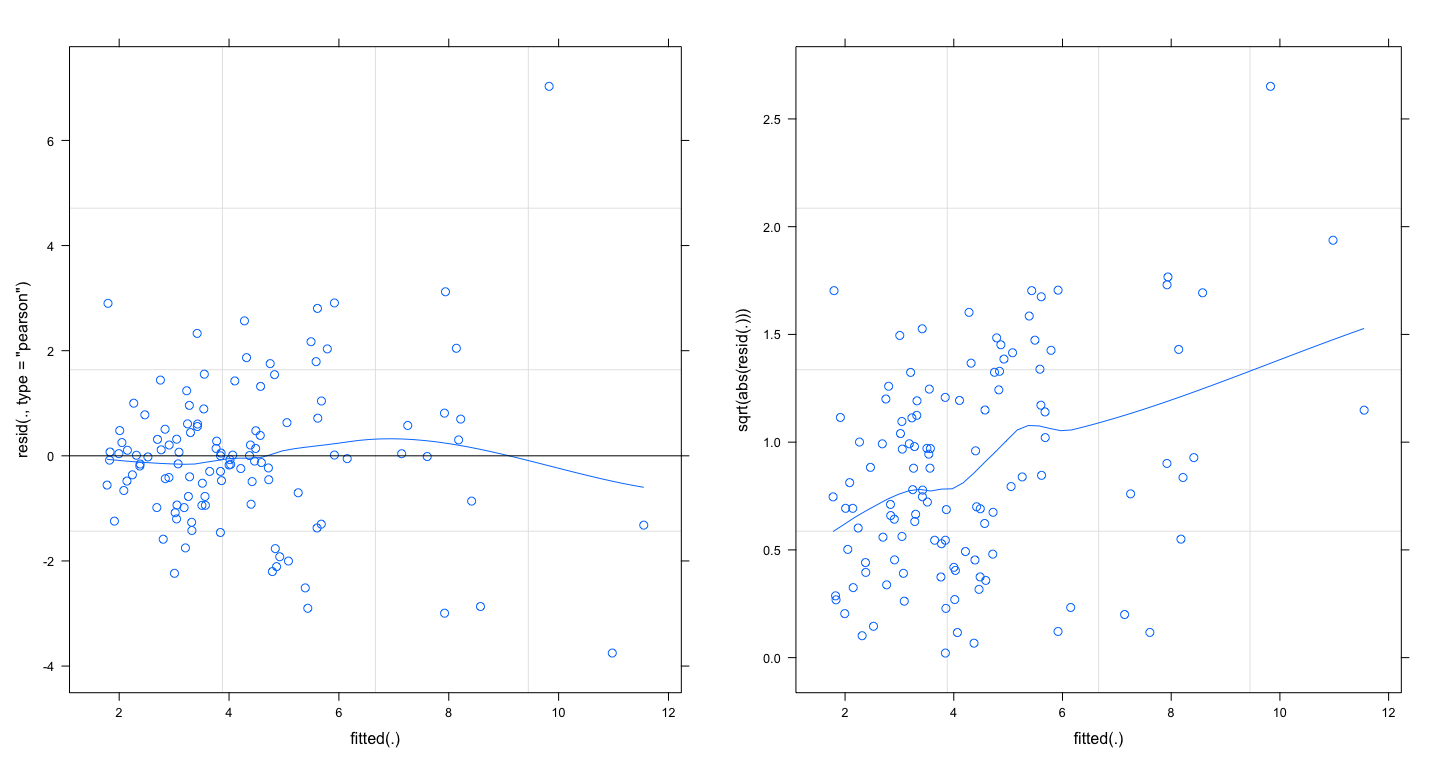 resid(., type = "pearson")
6
4
2
0
-2
-4
2 4 6 8 10 12
fitted(.)
sqrt(abs(resid(.)))
2.5
2.0
1.5
1.0
0.5
0.0
2 4 6 8 10 12
fitted(.)